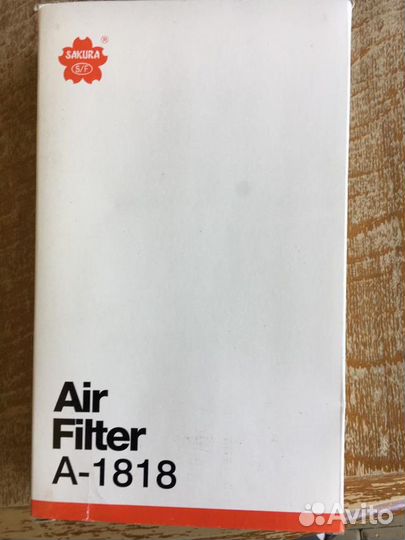 SAKURA ®
S/F
Air
Filter
A-1818
Avito